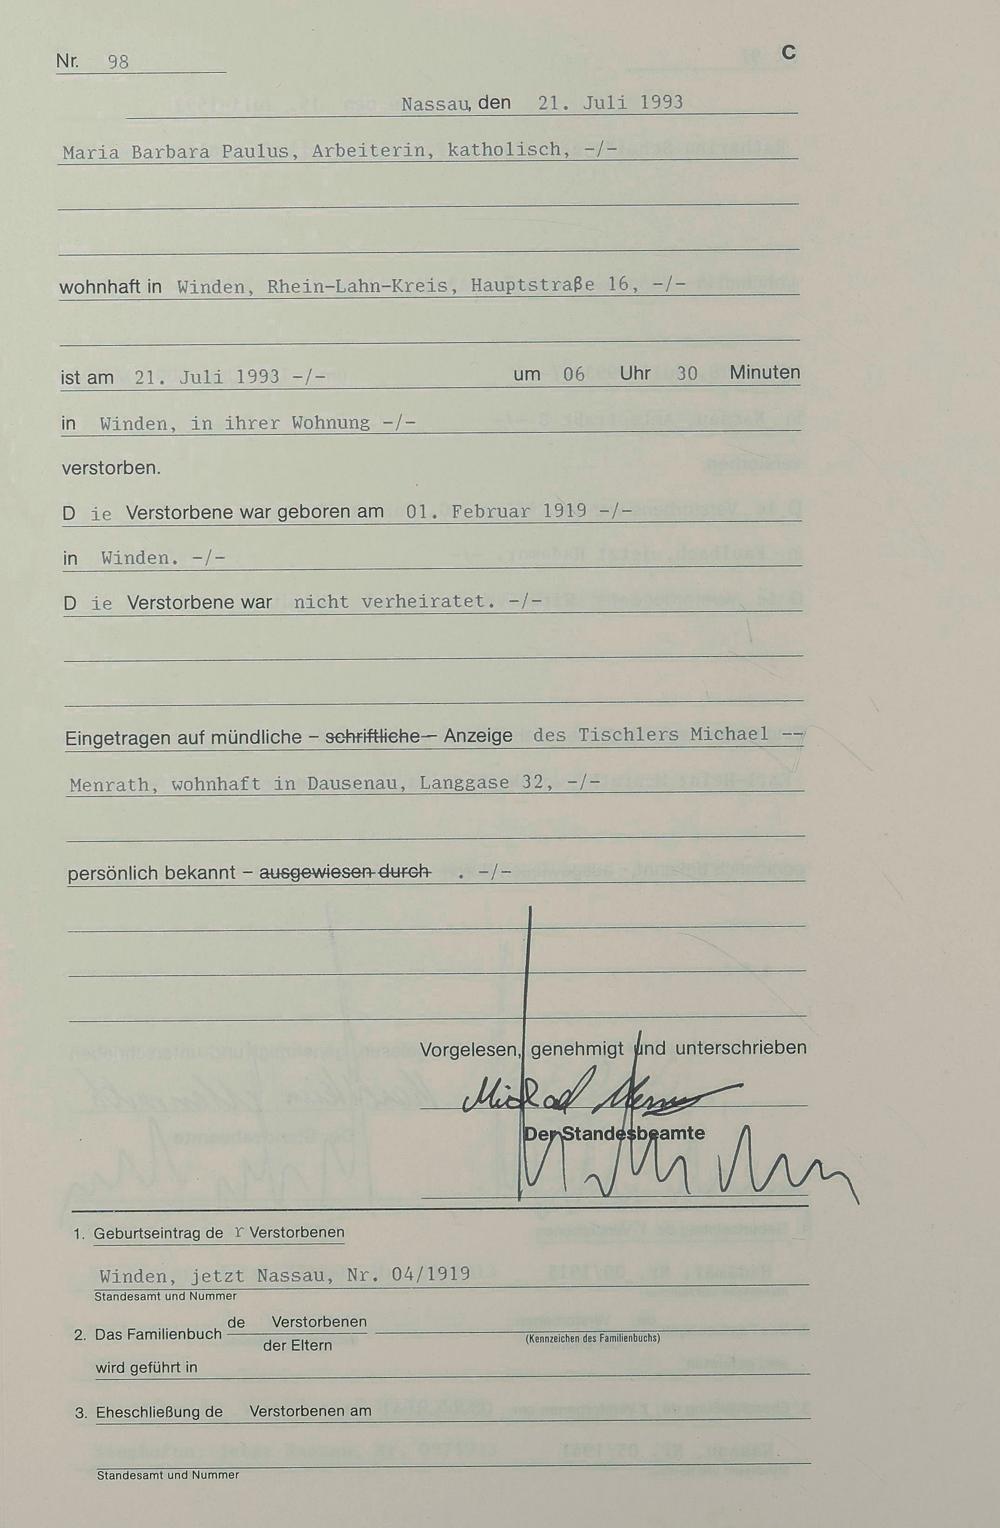 Nr. 98
C
Nassau, den 21. Juli 1993
Maria Barbara Paulus, Arbeiterin, katholisch, -/-
wohnhaft in Winden, Rhein-Lahn-Kreis, Hauptstraße 16, -/-
ist am 21. Juli 1993 -/- um 06 Uhr 30 Minuten
in Winden, in ihrer Wohnung -/-
verstorben.
D ie Verstorbene war geboren am 01. Februar 1919 -/-
in Winden. -/-
D ie Verstorbene war nicht verheiratet. -/-
Eingetragen auf mündliche – schriftliche – Anzeige des Tischlers Michael --
Menrath, wohnhaft in Dausenau, Langgase 32, -/-
persönlich bekannt – ausgewiesen durch . -/-
Vorgelesen, genehmigt und unterschrieben
Michael
Der Standesbeamte
1. Geburtseintrag de r Verstorbenen
Winden, jetzt Nassau, Nr. 04/1919
Standesamt und Nummer
2. Das Familienbuch de Verstorbenen
der Eltern
(Kennzeichen des Familienbuchs)
wird geführt in
3. Eheschließung de Verstorbenen am
Standesamt und Nummer